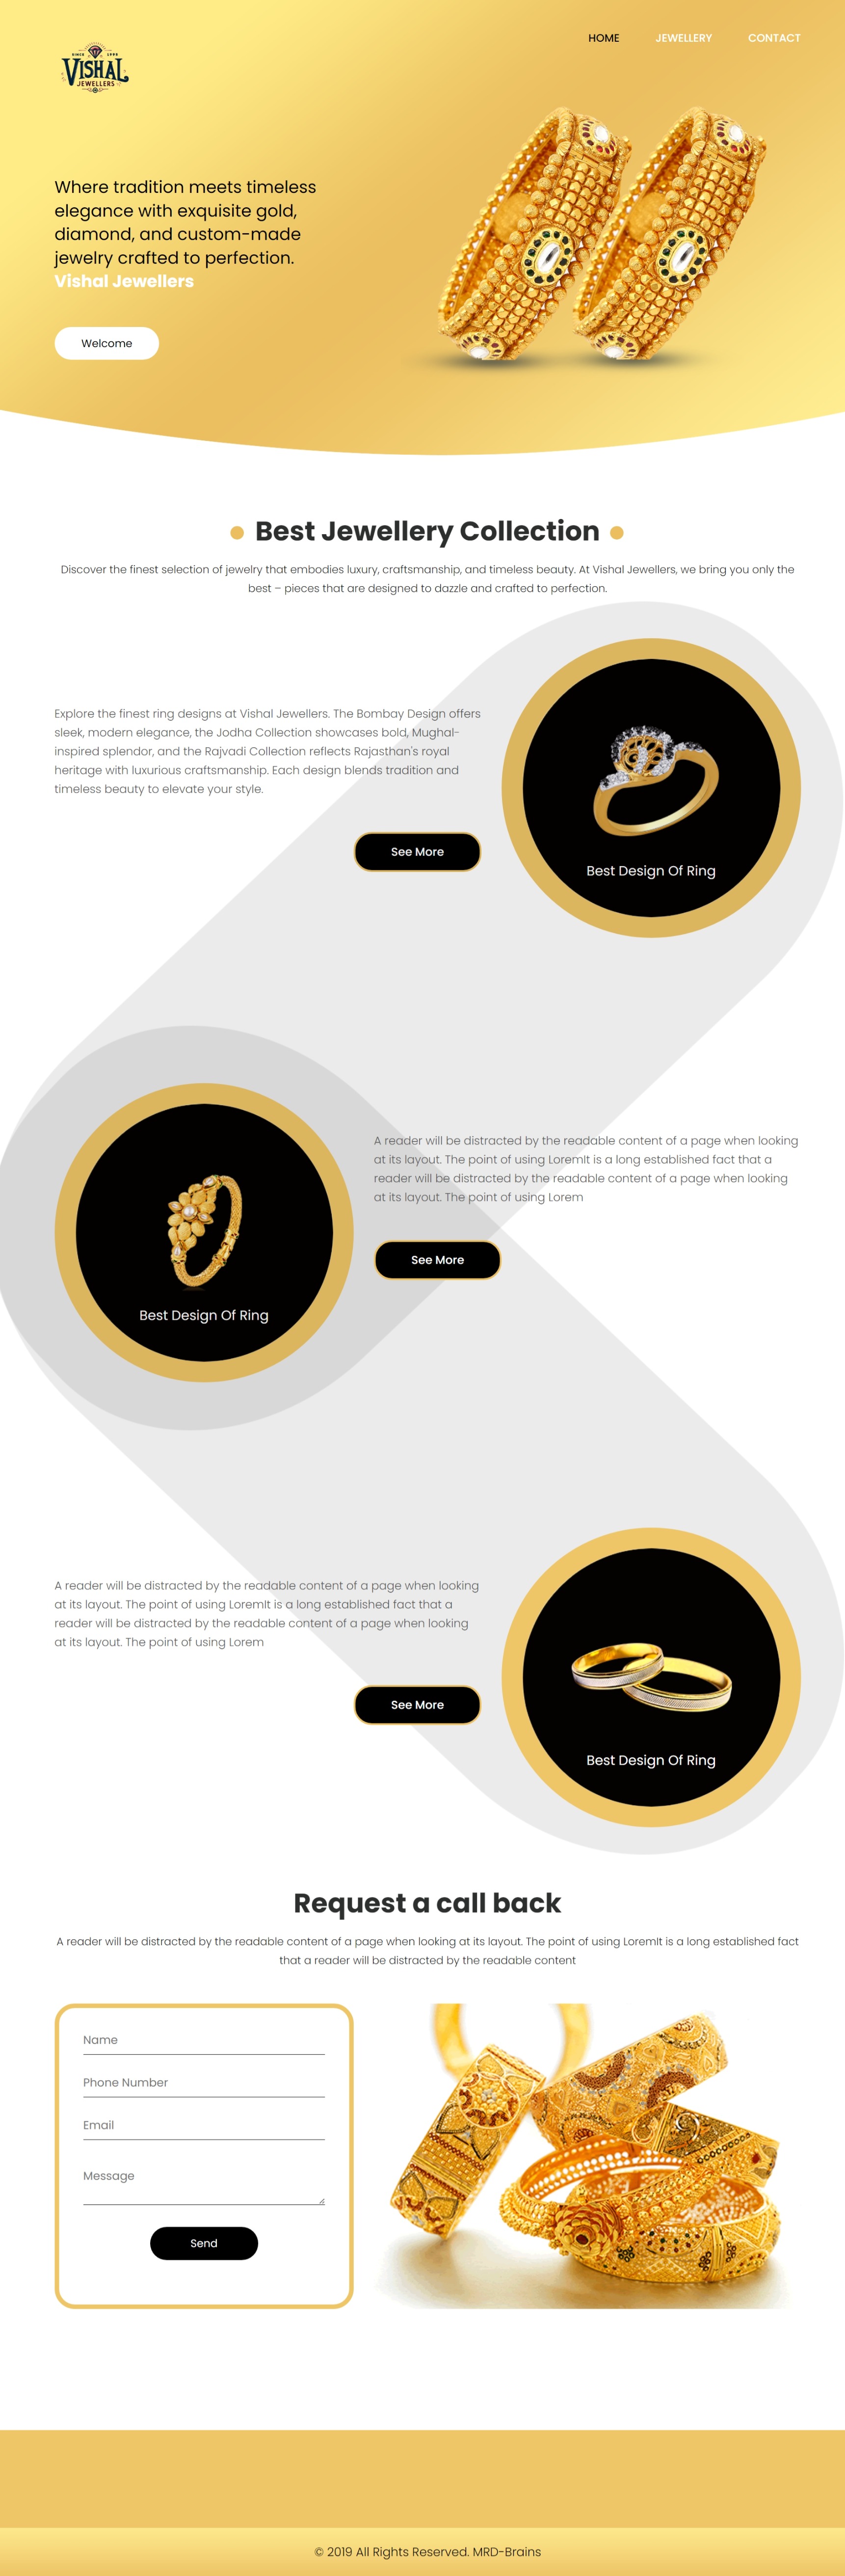 HOME
JEWELLERY
CONTACT
SINCE 1998
VISHAL
JEWELLERS
Where tradition meets timeless
elegance with exquisite gold,
diamond, and custom-made
jewelry crafted to perfection.
Vishal Jewellers
Welcome
Best Jewellery Collection
Discover the finest selection of jewelry that embodies luxury, craftsmanship, and timeless beauty. At Vishal Jewellers, we bring you only the
best – pieces that are designed to dazzle and crafted to perfection.
Explore the finest ring designs at Vishal Jewellers. The Bombay Design offers
sleek, modern elegance, the Jodha Collection showcases bold, Mughal-
inspired splendor, and the Rajvadi Collection reflects Rajasthan's royal
heritage with luxurious craftsmanship. Each design blends tradition and
timeless beauty to elevate your style.
See More
Best Design Of Ring
A reader will be distracted by the readable content of a page when looking
at its layout. The point of using LoremIt is a long established fact that a
reader will be distracted by the readable content of a page when looking
at its layout. The point of using Lorem
See More
Best Design Of Ring
A reader will be distracted by the readable content of a page when looking
at its layout. The point of using LoremIt is a long established fact that a
reader will be distracted by the readable content of a page when looking
at its layout. The point of using Lorem
See More
Best Design Of Ring
Request a call back
A reader will be distracted by the readable content of a page when looking at its layout. The point of using LoremIt is a long established fact
that a reader will be distracted by the readable content
Name
Phone Number
Email
Message
Send
© 2019 All Rights Reserved. MRD-Brains